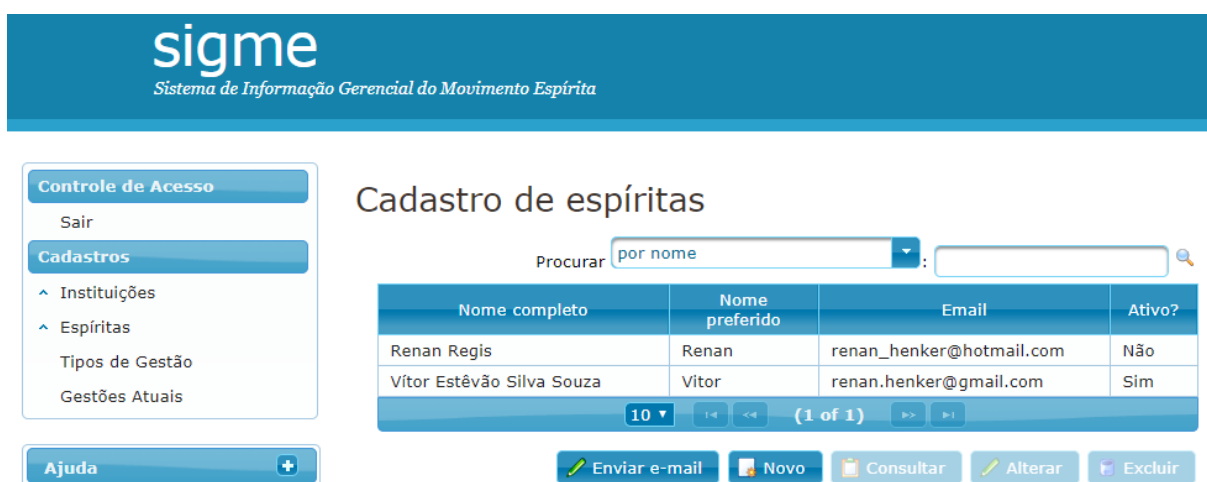 sigme
Sistema de Informação Gerencial do Movimento Espírita
Controle de Acesso
Sair
Cadastros
Instituições
Espíritas
Tipos de Gestão
Gestões Atuais
Ajuda
Cadastro de espíritas
Procurar por nome :
Nome completo Nome preferido Email Ativo?
Renan Regis Renan renan_henker@hotmail.com Não
Vítor Estêvão Silva Souza Vitor renan.henker@gmail.com Sim
10 (1 of 1)
Enviar e-mail Novo Consultar Alterar Excluir